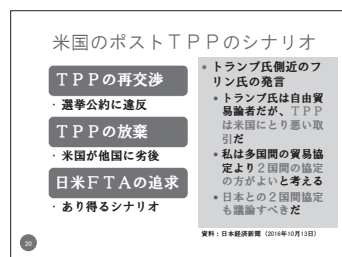 米国のポストＴＰＰのシナリオ
ＴＰＰの再交渉
・選挙公約に違反
ＴＰＰの放棄
・米国が他国に劣後
日米ＦＴＡの追求
・あり得るシナリオ
• トランプ氏側近のフ
リン氏の発言
• トランプ氏は自由貿
易論者だが、ＴＰＰ
は米国にとり悪い取
引だ
• 私は多国間の貿易協
定より２国間の協定
の方がよいと考える
• 日本との２国間協定
も議論すべきだ
資料：日本経済新聞（2016年10月13日）
20